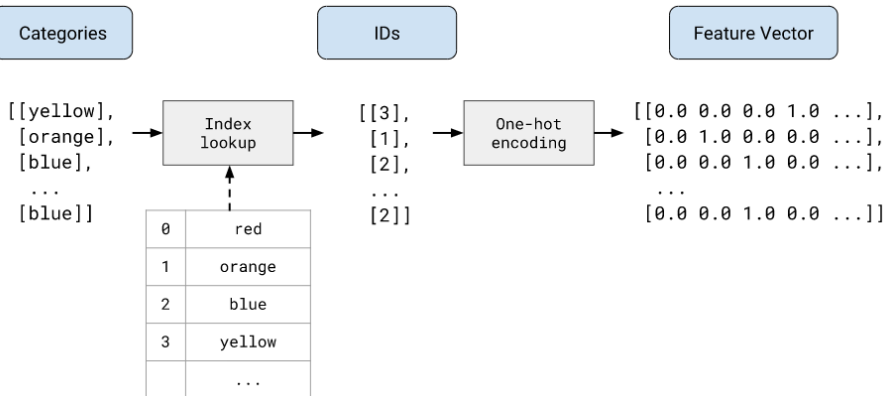 Categories
IDs
Feature Vector
[[yellow],
[orange],
[blue],
...
[blue]]
Index
lookup
[[3],
[1],
[2],
...
[2]]
One-hot
encoding
[[0.0 0.0 0.0 1.0 ...],
[0.0 1.0 0.0 0.0 ...],
[0.0 0.0 1.0 0.0 ...],
...
[0.0 0.0 1.0 0.0 ...]]
0 red
1 orange
2 blue
3 yellow
...